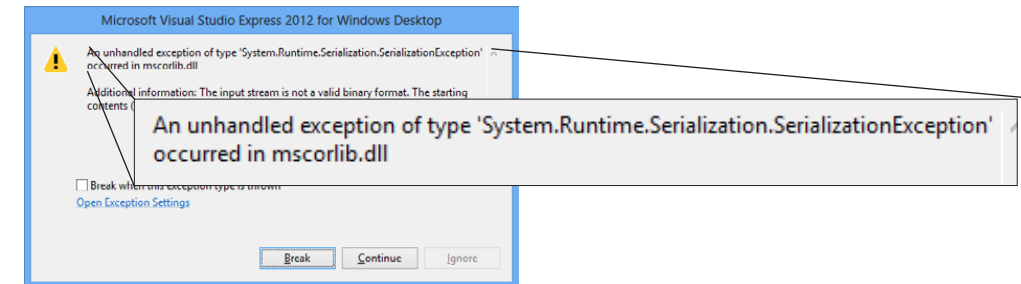 Microsoft Visual Studio Express 2012 for Windows Desktop
An unhandled exception of type 'System.Runtime.Serialization.SerializationException'
occurred in mscorlib.dll
Additional information: The input stream is not a valid binary format. The starting
contents (
An unhandled exception of type 'System.Runtime.Serialization.SerializationException'
occurred in mscorlib.dll
Break when this exception type is thrown
Open Exception Settings
Break
Continue
Ignore